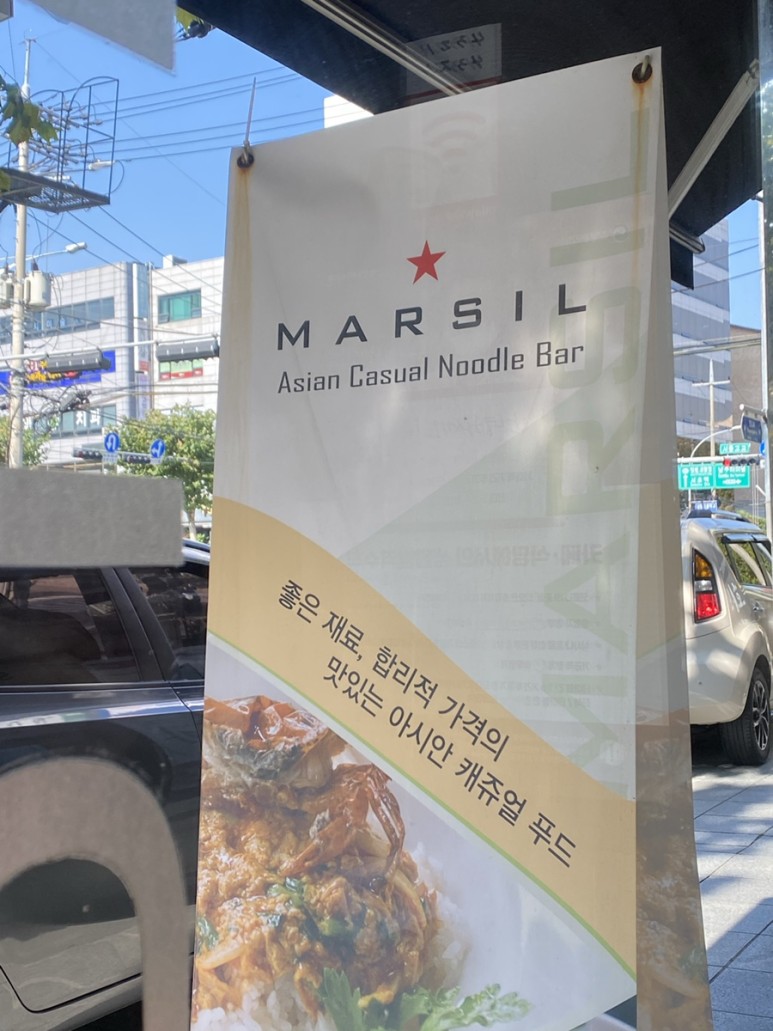 MARSIL
Asian Casual Noodle Bar
좋은 재료, 합리적 가격의
맛있는 아시안 캐쥬얼 푸드
MARSIL